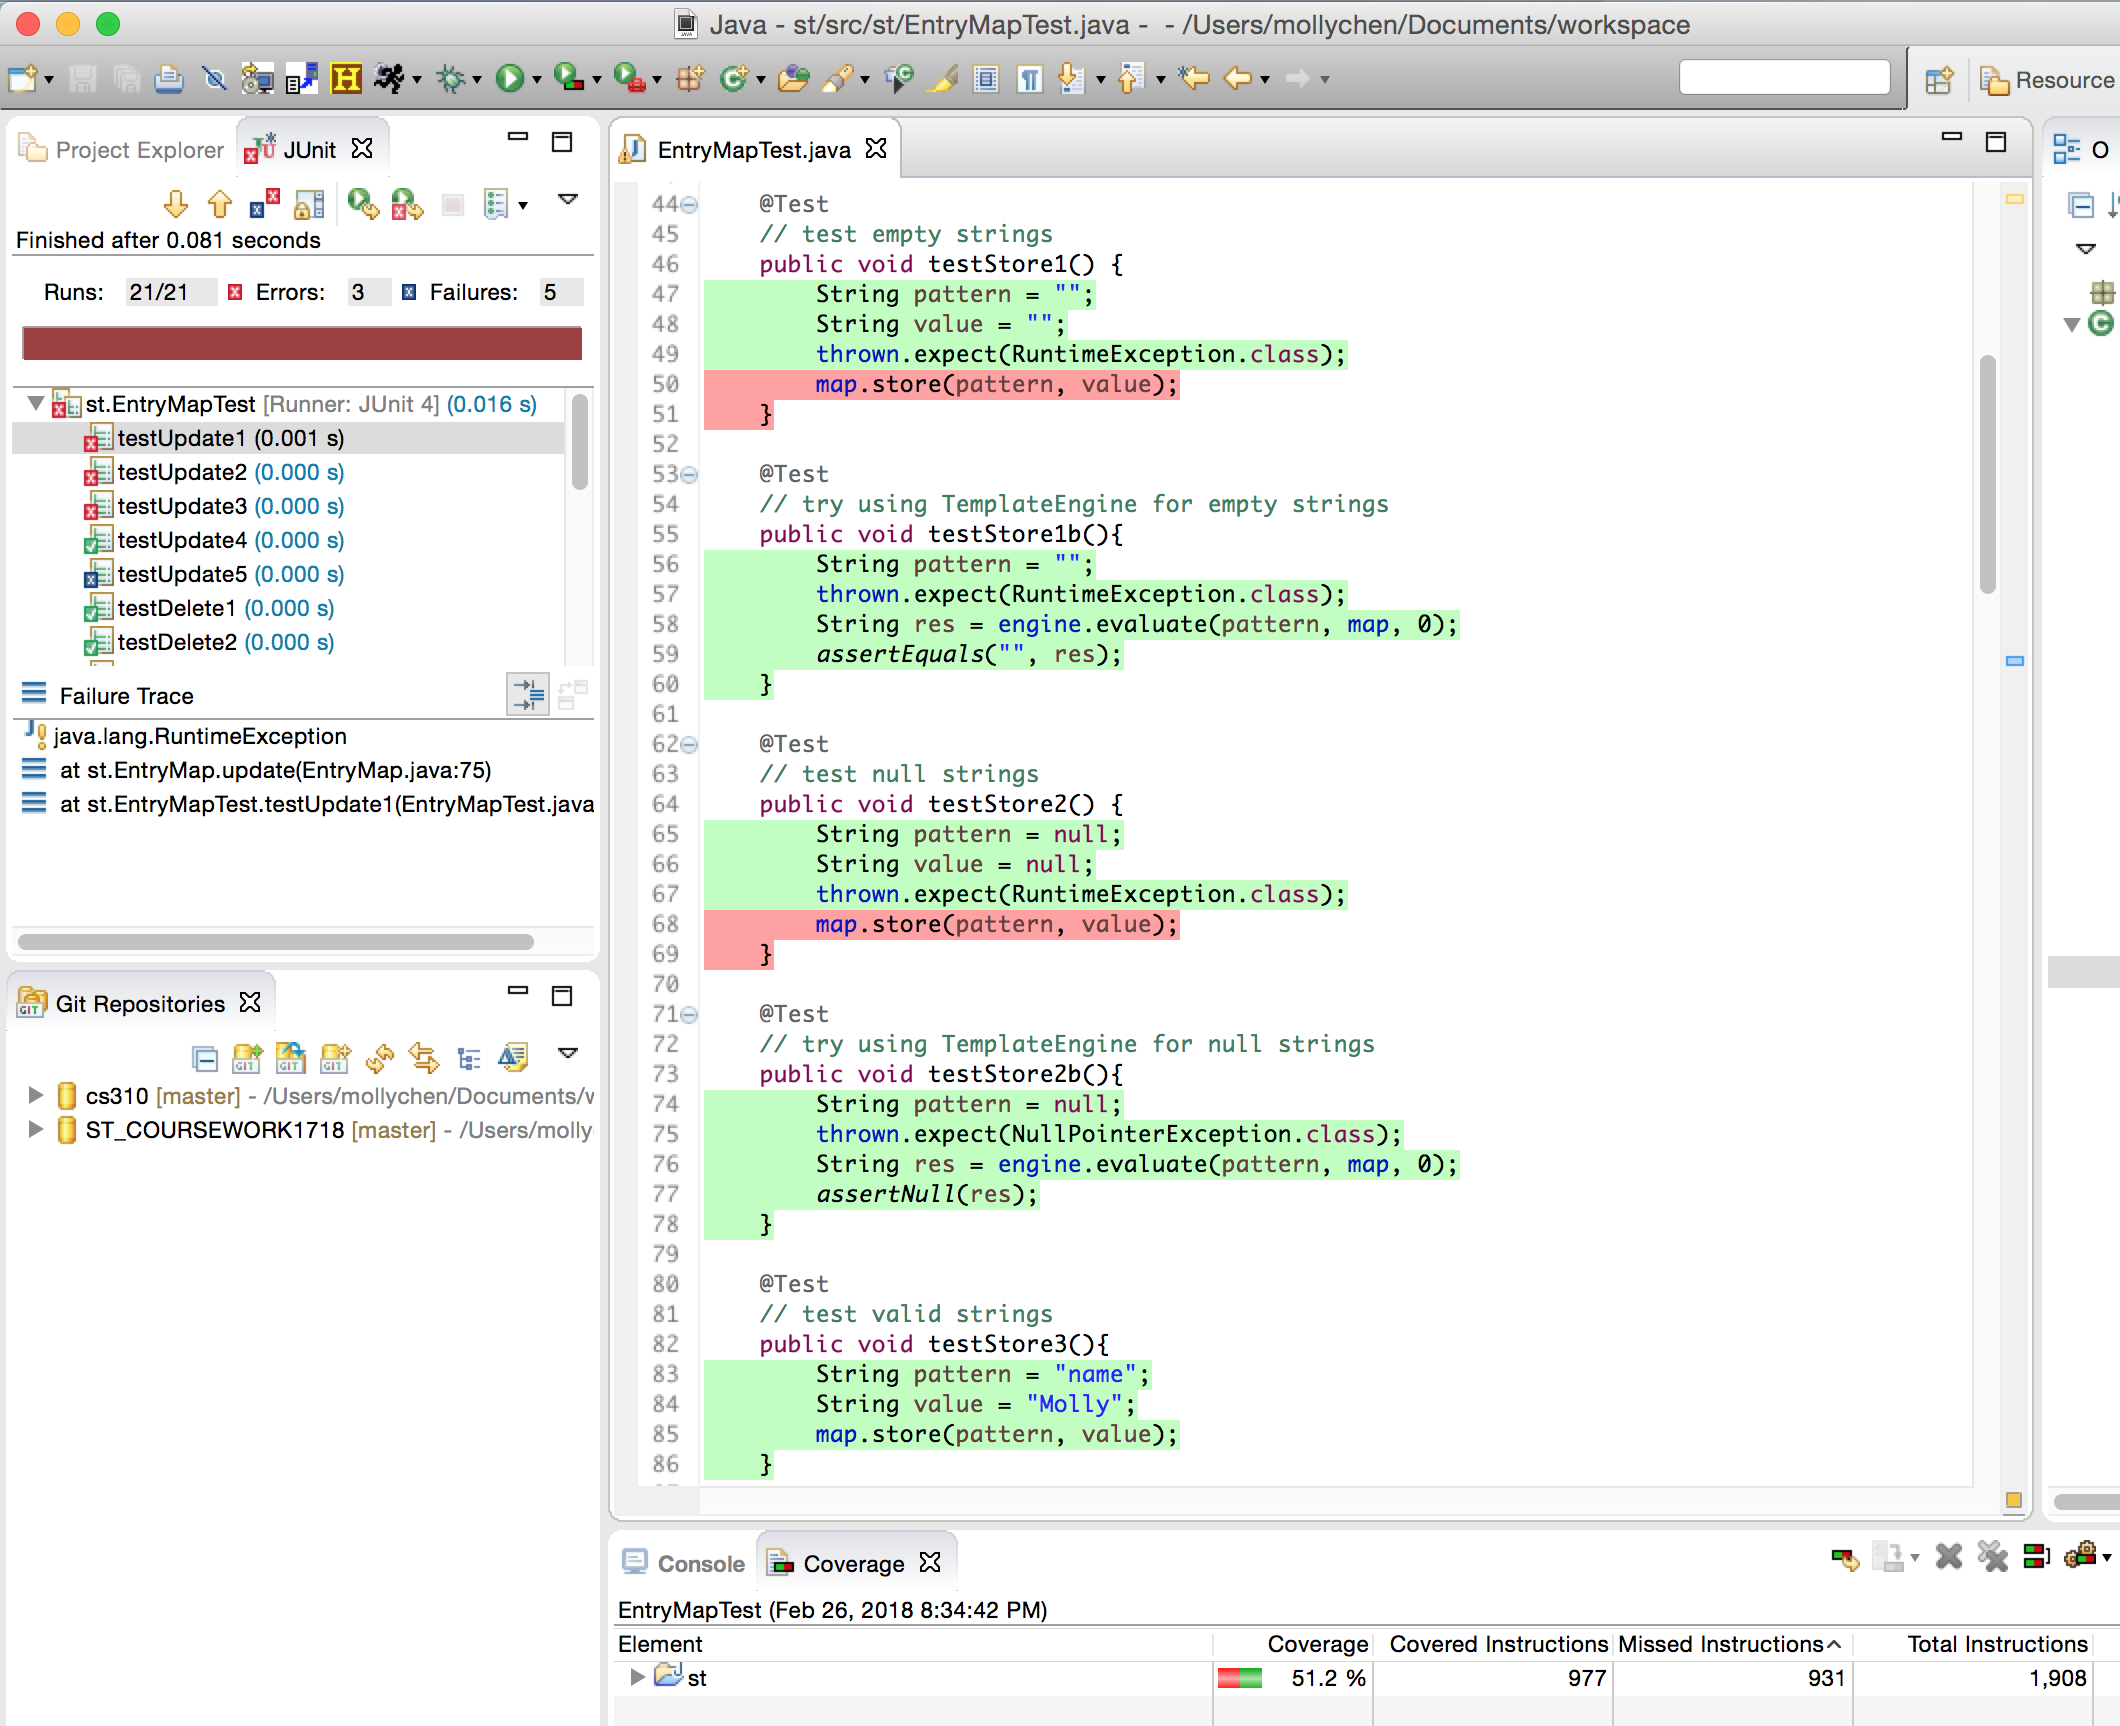 Java - st/src/st/EntryMapTest.java - - /Users/mollychen/Documents/workspace
Resource
Project Explorer
JUnit
Finished after 0.081 seconds
Runs: 21/21 Errors: 3 Failures: 5
st.EntryMapTest [Runner: JUnit 4] (0.016 s)
testUpdate1 (0.001 s)
testUpdate2 (0.000 s)
testUpdate3 (0.000 s)
testUpdate4 (0.000 s)
testUpdate5 (0.000 s)
testDelete1 (0.000 s)
testDelete2 (0.000 s)
Failure Trace
java.lang.RuntimeException
at st.EntryMap.update(EntryMap.java:75)
at st.EntryMapTest.testUpdate1(EntryMapTest.java
Git Repositories
cs310 [master] - /Users/mollychen/Documents/
ST_COURSEWORK1718 [master] - /Users/molly
EntryMapTest.java
44 @Test
45 // test empty strings
46 public void testStore1() {
47 String pattern = "";
48 String value = "";
49 thrown.expect(RuntimeException.class);
50 map.store(pattern, value);
51 }
52
53 @Test
54 // try using TemplateEngine for empty strings
55 public void testStore1b(){
56 String pattern = "";
57 thrown.expect(RuntimeException.class);
58 String res = engine.evaluate(pattern, map, 0);
59 assertEquals("", res);
60 }
61
62 @Test
63 // test null strings
64 public void testStore2() {
65 String pattern = null;
66 String value = null;
67 thrown.expect(RuntimeException.class);
68 map.store(pattern, value);
69 }
70
71 @Test
72 // try using TemplateEngine for null strings
73 public void testStore2b(){
74 String pattern = null;
75 thrown.expect(NullPointerException.class);
76 String res = engine.evaluate(pattern, map, 0);
77 assertNull(res);
78 }
79
80 @Test
81 // test valid strings
82 public void testStore3(){
83 String pattern = "name";
84 String value = "Molly";
85 map.store(pattern, value);
86 }
O
Console
Coverage
EntryMapTest (Feb 26, 2018 8:34:42 PM)
Element Coverage Covered Instructions Missed Instructions Total Instructions
st 51.2 % 977 931 1,908